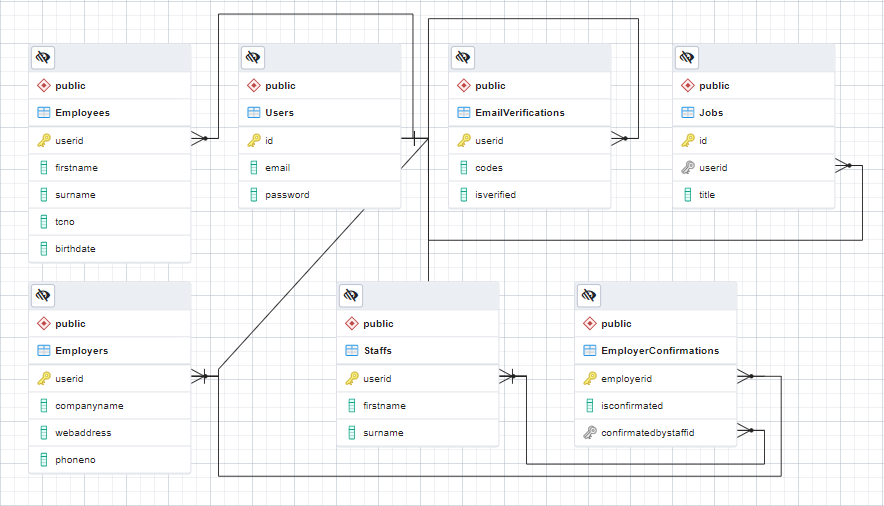 public
Employees
userid
firstname
surname
tcno
birthdate
public
Users
id
email
password
public
EmailVerifications
userid
codes
isverified
public
Jobs
id
userid
title
public
Employers
userid
companyname
webaddress
phoneno
public
Staffs
userid
firstname
surname
public
EmployerConfirmations
employerid
isconfirmated
confirmatedbystaffid